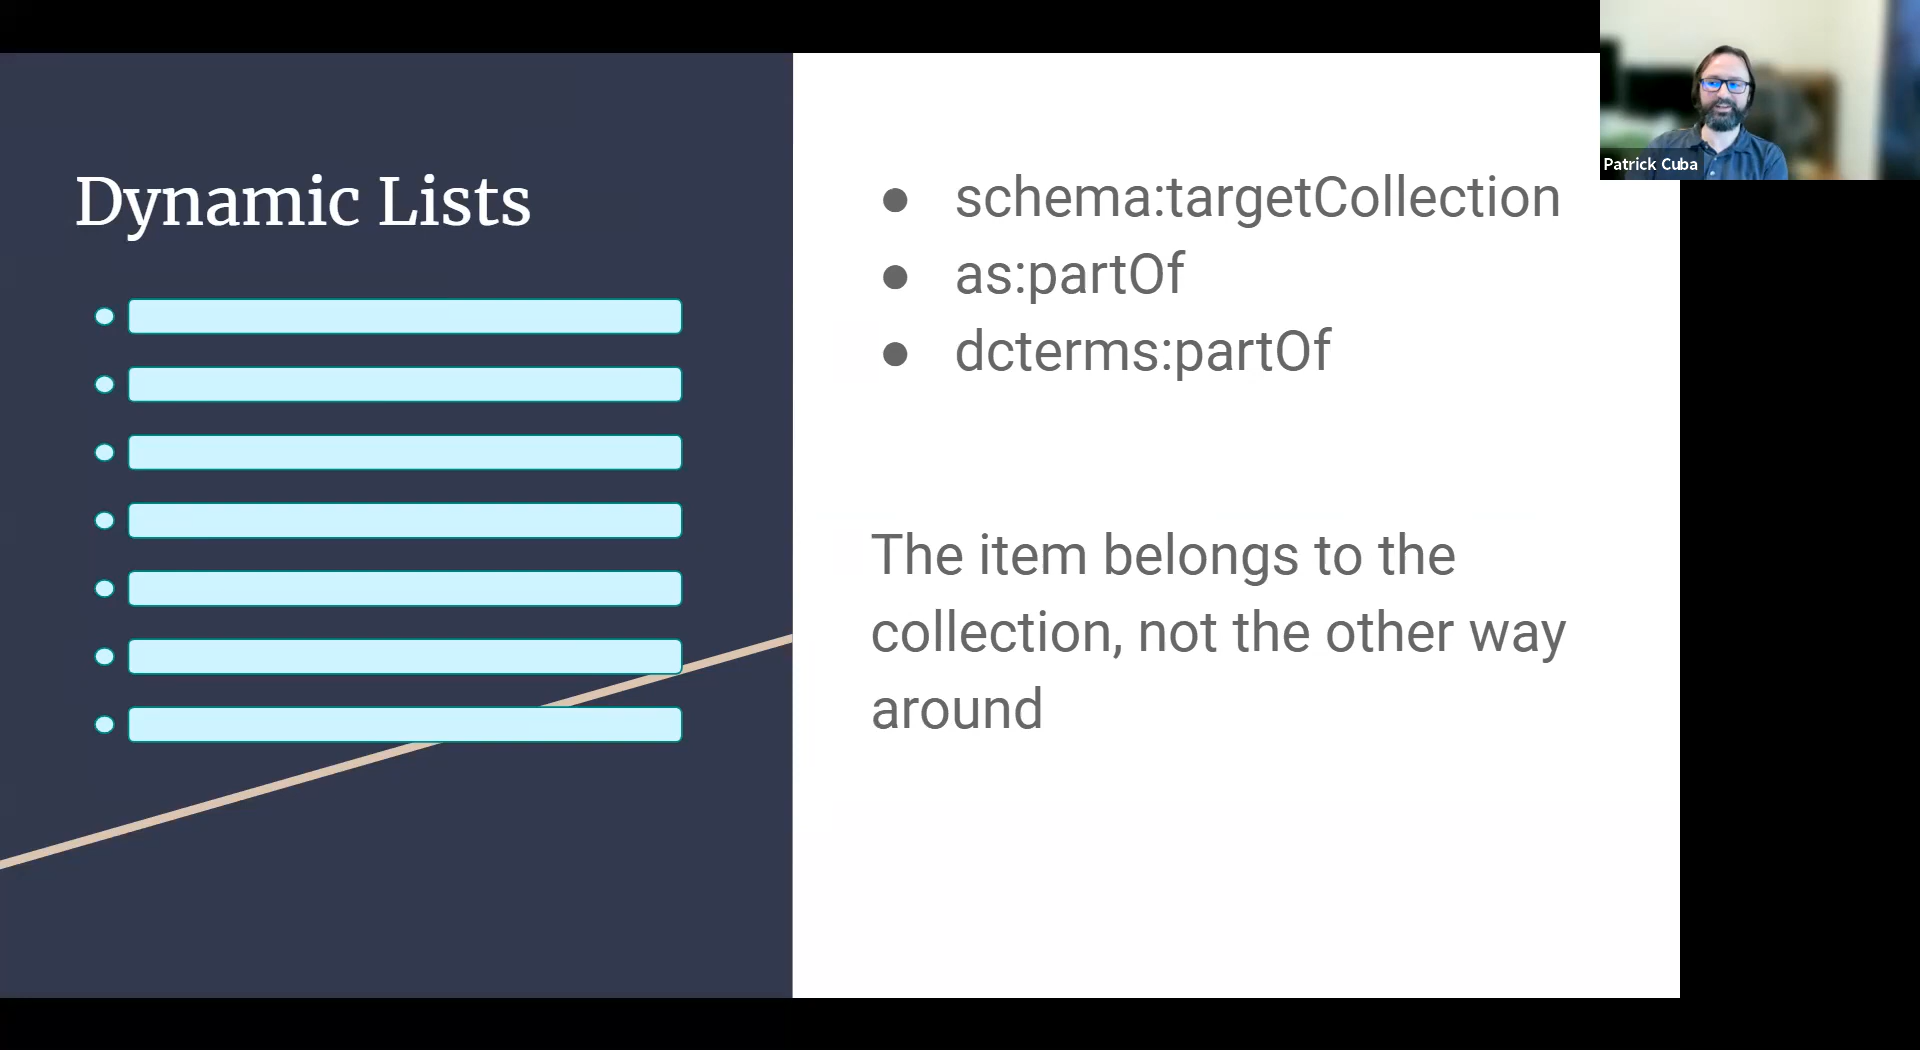 Dynamic Lists
schema:targetCollection
as:partOf
dcterms:partOf
The item belongs to the
collection, not the other way
around
Patrick Cuba